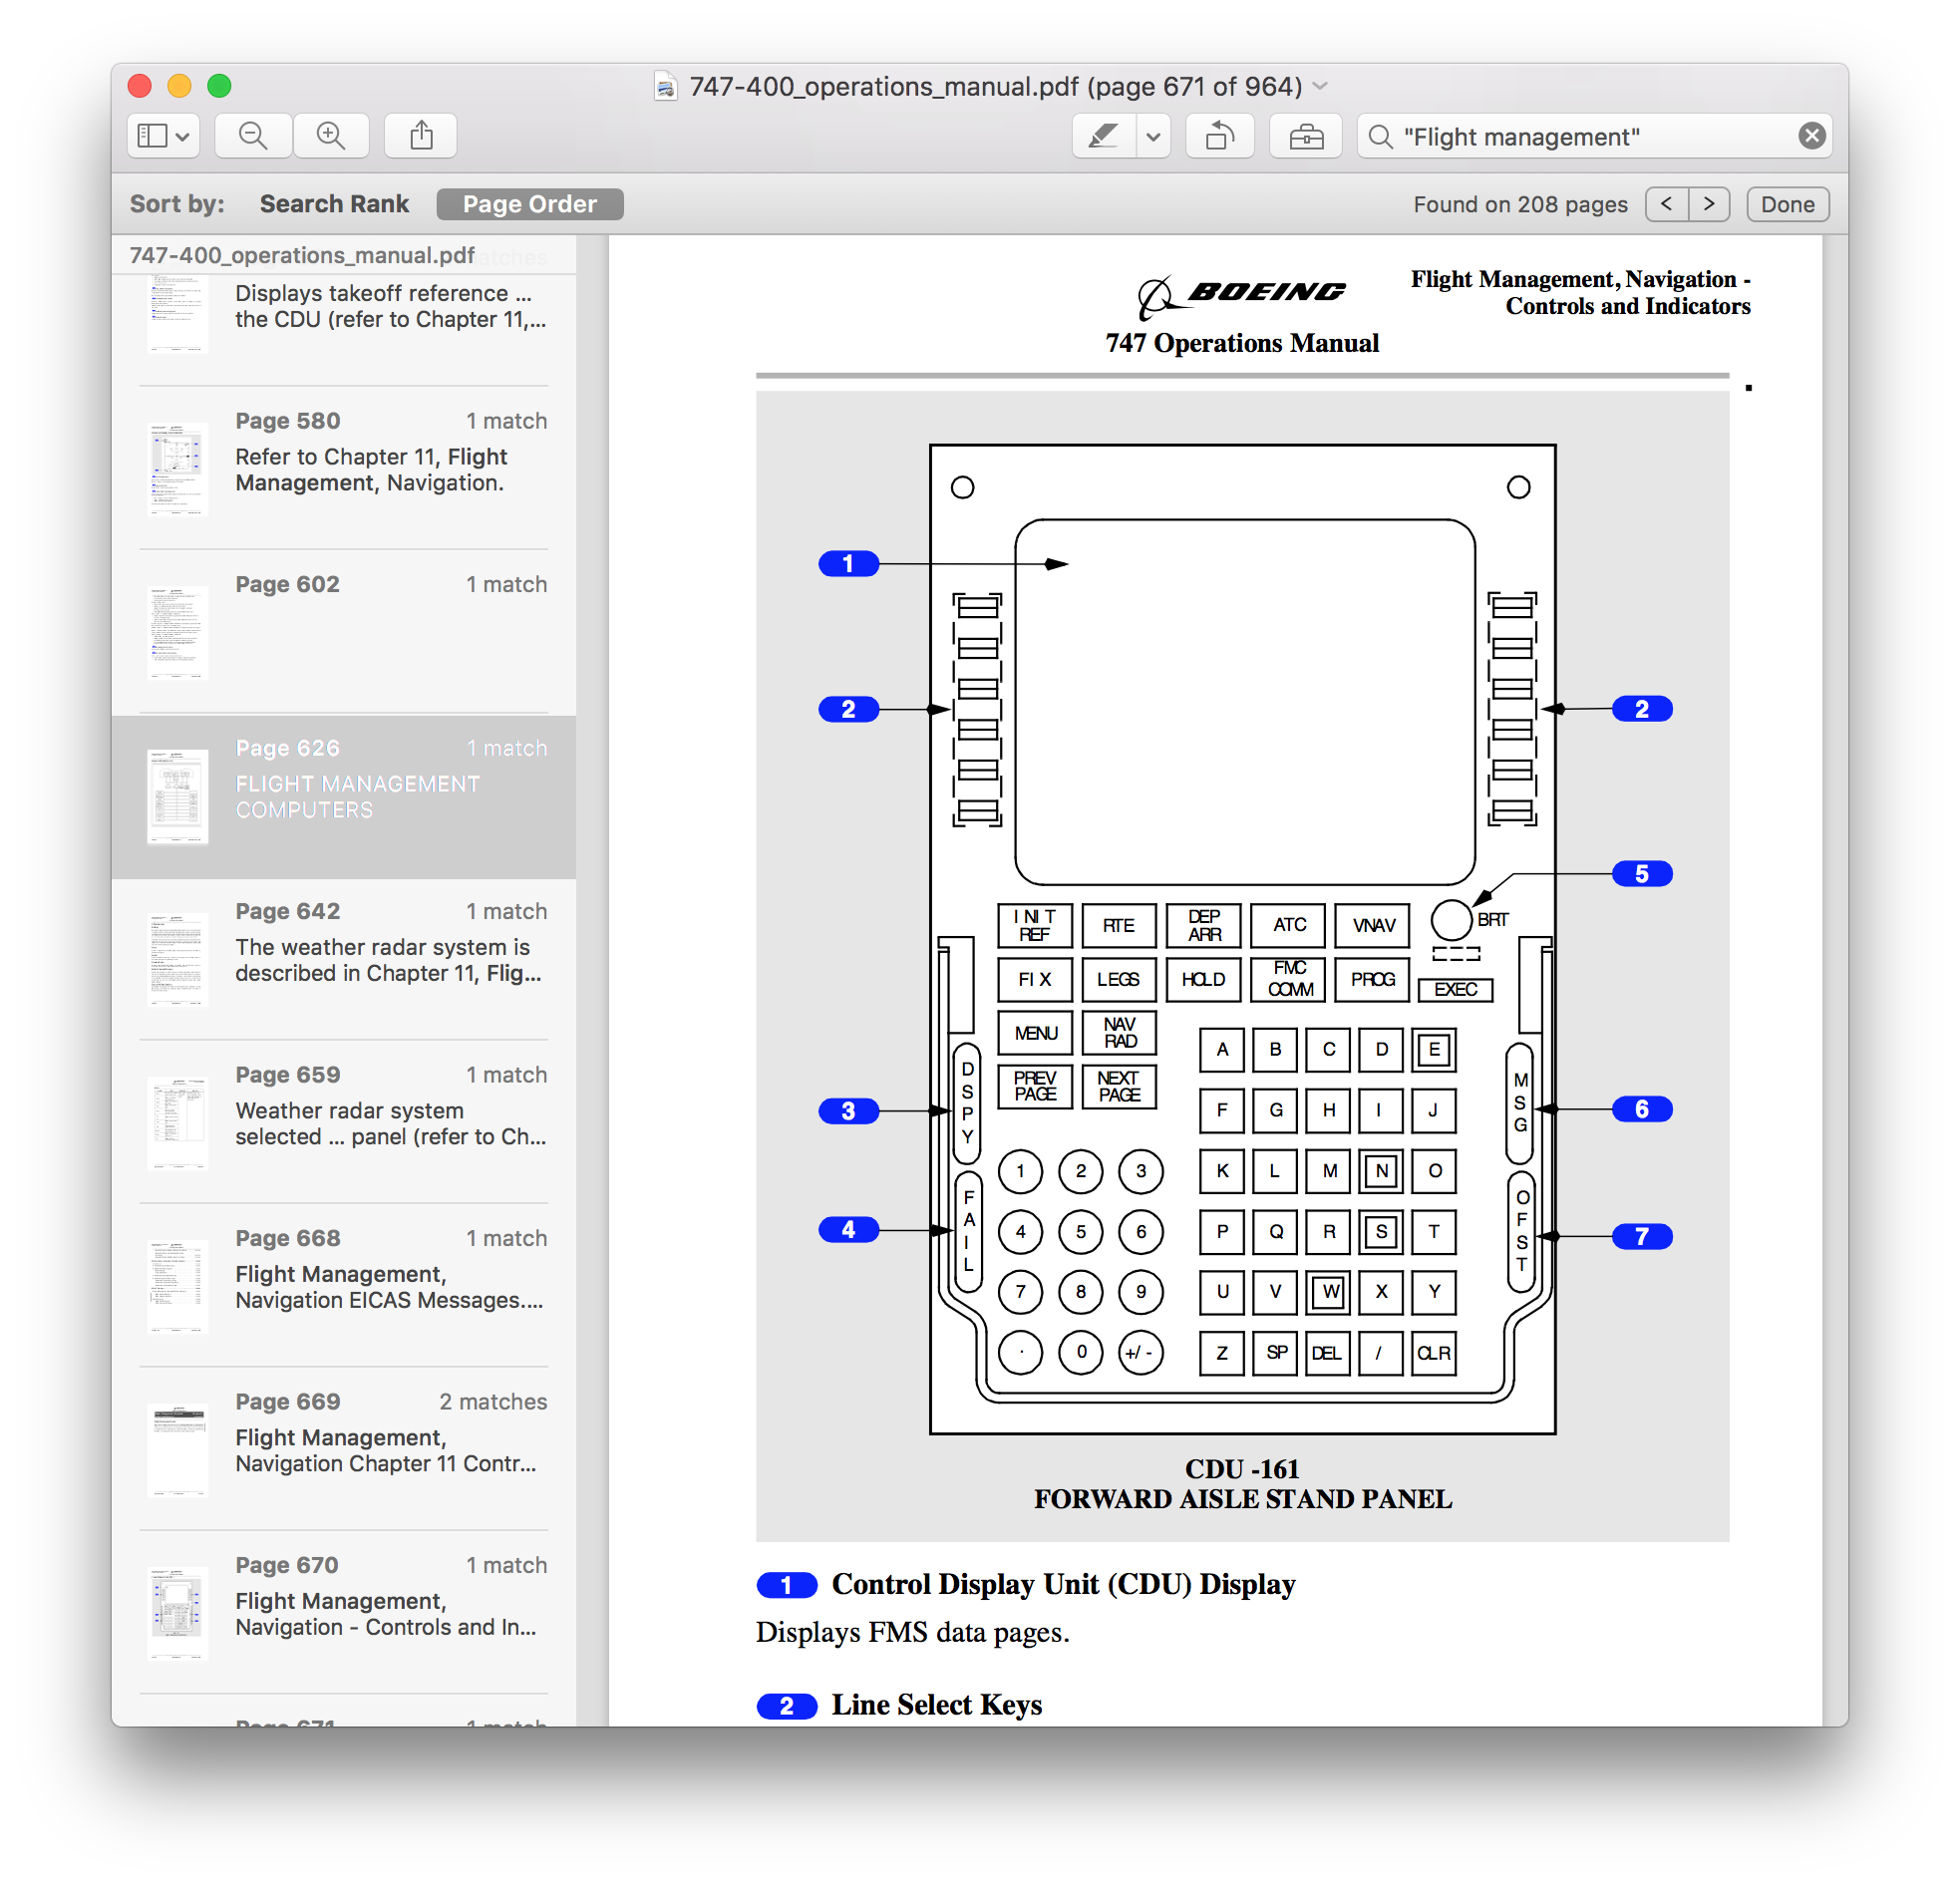 747-400_operations_manual.pdf (page 671 of 964)
"Flight management"
Sort by: Search Rank Page Order
Found on 208 pages < > Done
747-400_operations_manual.pdf
Displays takeoff reference ...
the CDU (refer to Chapter 11,...
Page 580 1 match
Refer to Chapter 11, Flight
Management, Navigation.
Page 602 1 match
Page 626 1 match
FLIGHT MANAGEMENT
COMPUTERS
Page 642 1 match
The weather radar system is
described in Chapter 11, Flig...
Page 659 1 match
Weather radar system
selected ... panel (refer to Ch...
Page 668 1 match
Flight Management,
Navigation EICAS Messages....
Page 669 2 matches
Flight Management,
Navigation Chapter 11 Contr...
Page 670 1 match
Flight Management,
Navigation - Controls and In...
Page 671 1 match
BOEING
747 Operations Manual
Flight Management, Navigation -
Controls and Indicators
1
2
2
5
INIT
REF
RTE
DEP
ARR
ATC
VNAV
BRT
FIX
LEGS
HOLD
FMC
COMM
PROG
EXEC
MENU
NAV
RAD
PREV
PAGE
NEXT
PAGE
A B C D E
F G H I J
K L M N O
P Q R S T
U V W X Y
Z SP DEL / CLR
1 2 3
4 5 6
7 8 9
. 0 +/-
DSPY
FAIL
MSG
OFST
3
4
6
7
CDU -161
FORWARD AISLE STAND PANEL
1 Control Display Unit (CDU) Display
Displays FMS data pages.
2 Line Select Keys